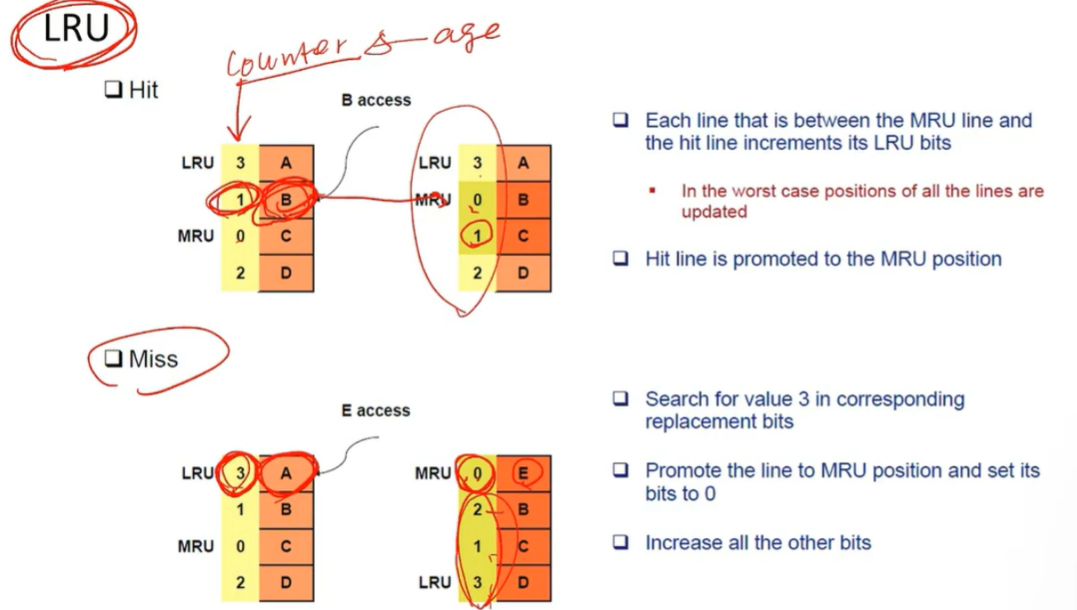 LRU
Counter & age
❑ Hit
B access
LRU 3 A
1 B
MRU 0 C
2 D
LRU 3 A
MRU 0 B
1 C
2 D
❑ Each line that is between the MRU line and
the hit line increments its LRU bits
▪ In the worst case positions of all the lines are
updated
❑ Hit line is promoted to the MRU position
❑ Miss
E access
LRU 3 A
1 B
MRU 0 C
2 D
MRU 0 E
2 B
1 C
LRU 3 D
❑ Search for value 3 in corresponding
replacement bits
❑ Promote the line to MRU position and set its
bits to 0
❑ Increase all the other bits